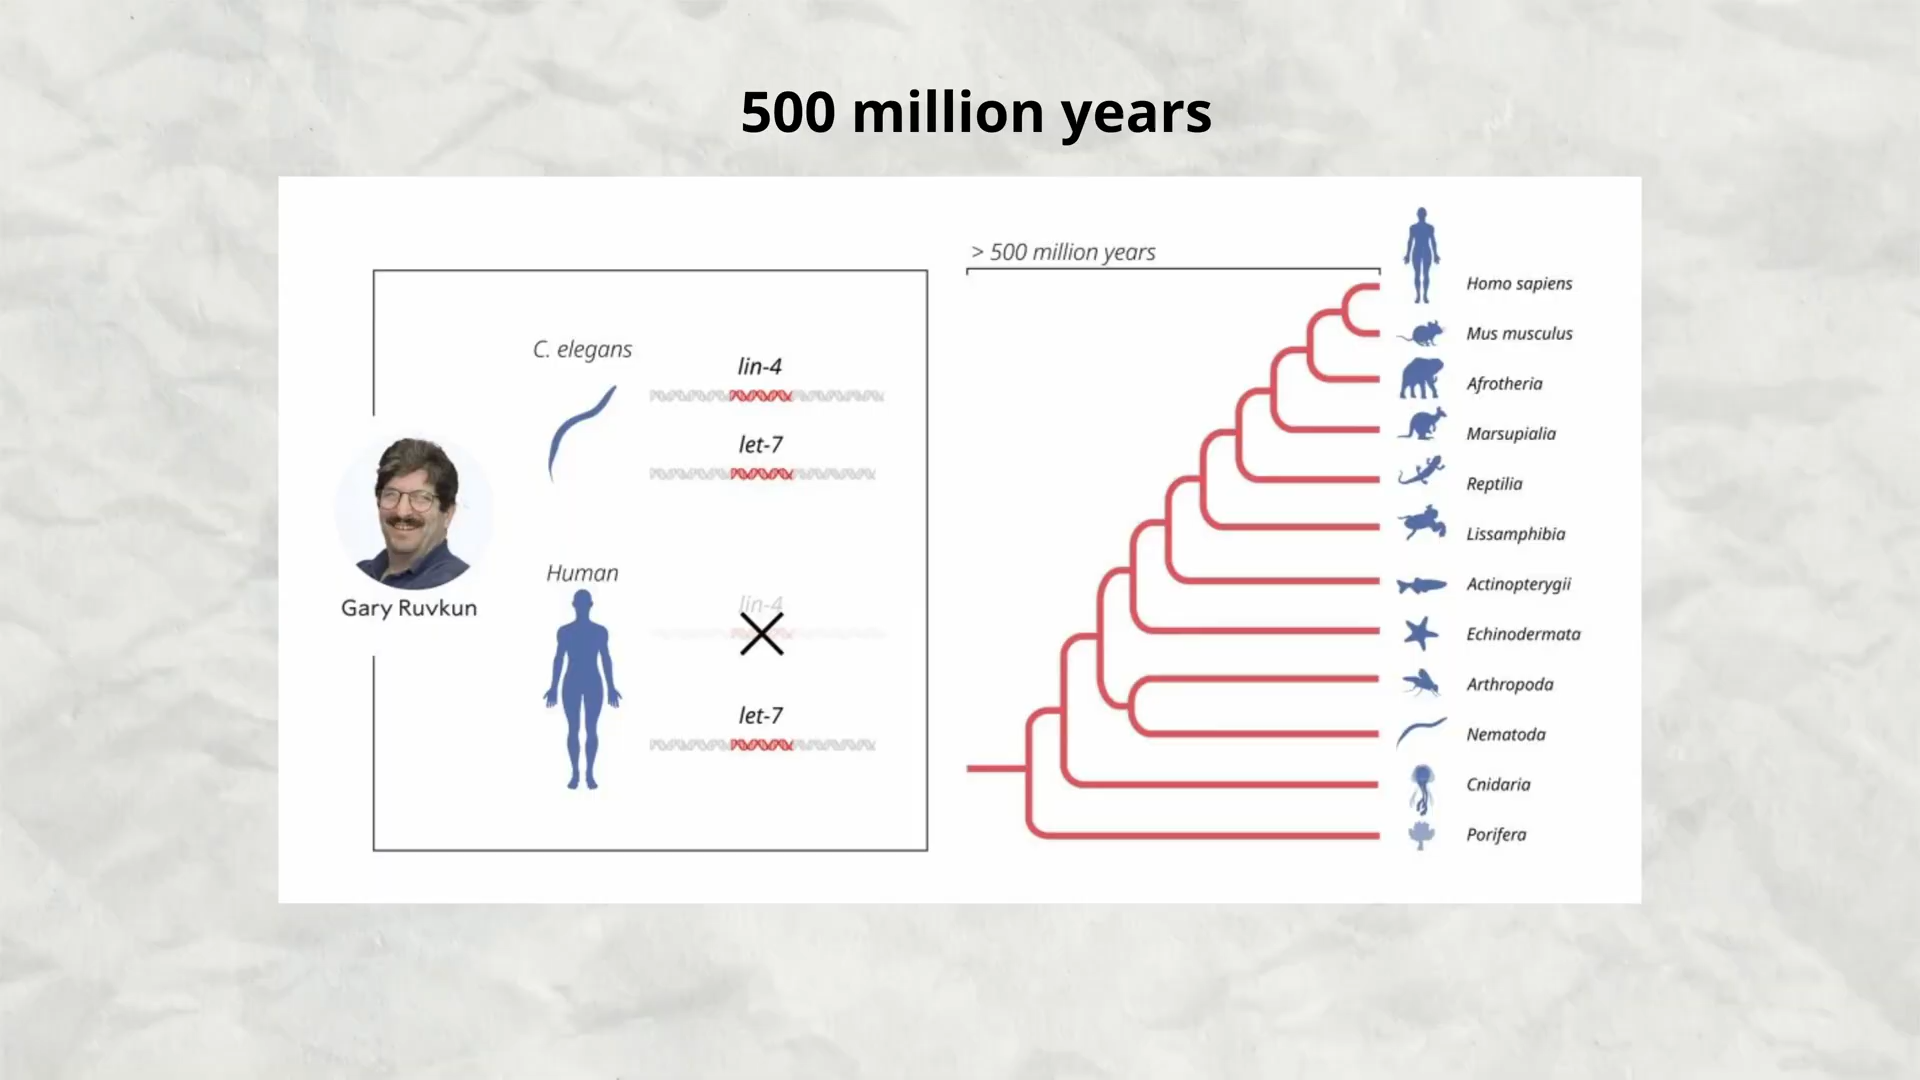 500 million years
C. elegans
lin-4
let-7
Gary Ruvkun
Human
lin-4
let-7
> 500 million years
Homo sapiens
Mus musculus
Afrotheria
Marsupialia
Reptilia
Lissamphibia
Actinopterygii
Echinodermata
Arthropoda
Nematoda
Cnidaria
Porifera